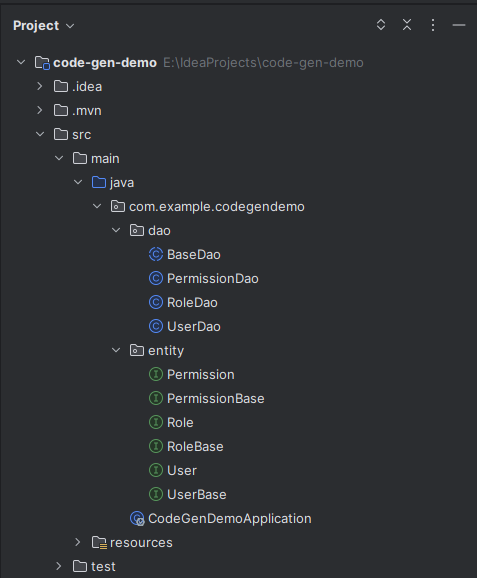 Project
code-gen-demo E:\IdeaProjects\code-gen-demo
.idea
.mvn
src
main
java
com.example.codegendemo
dao
BaseDao
PermissionDao
RoleDao
UserDao
entity
Permission
PermissionBase
Role
RoleBase
User
UserBase
CodeGenDemoApplication
resources
test